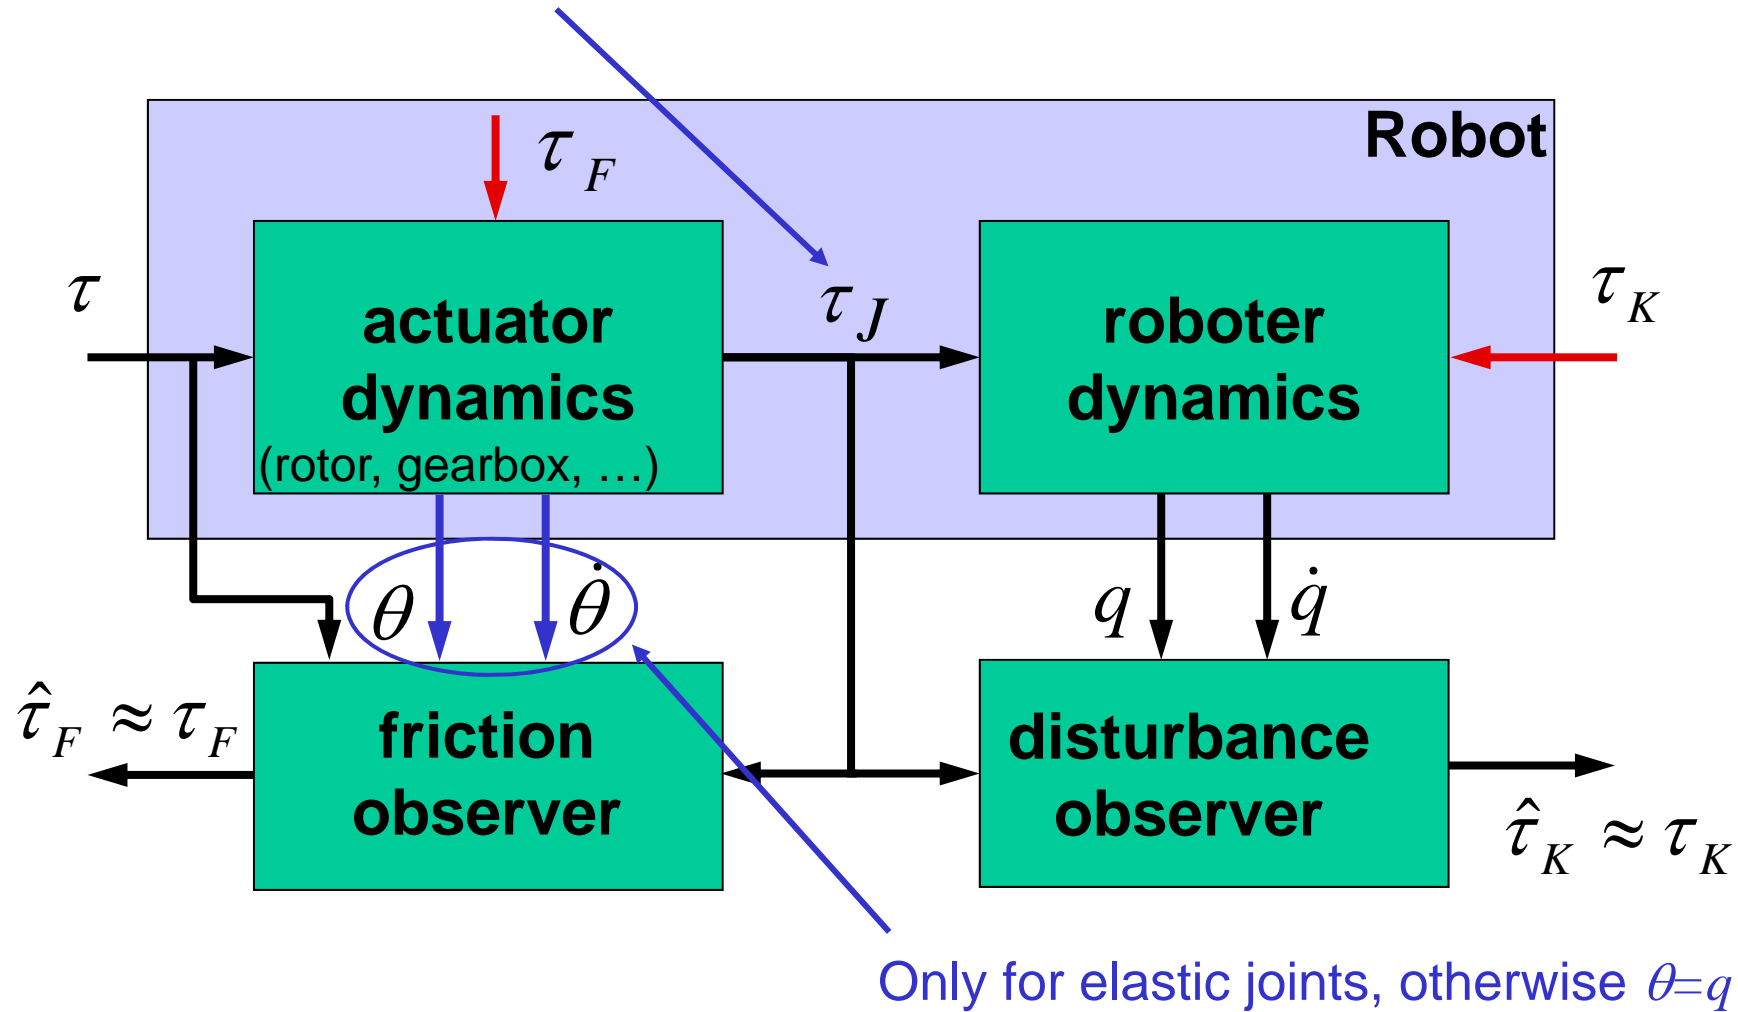 Robot
τ_F
τ
actuator
dynamics
(rotor, gearbox, …)
τ_J
roboter
dynamics
τ_K
θ
θ̇
q
q̇
τ̂_F ≈ τ_F
friction
observer
disturbance
observer
τ̂_K ≈ τ_K
Only for elastic joints, otherwise θ=q